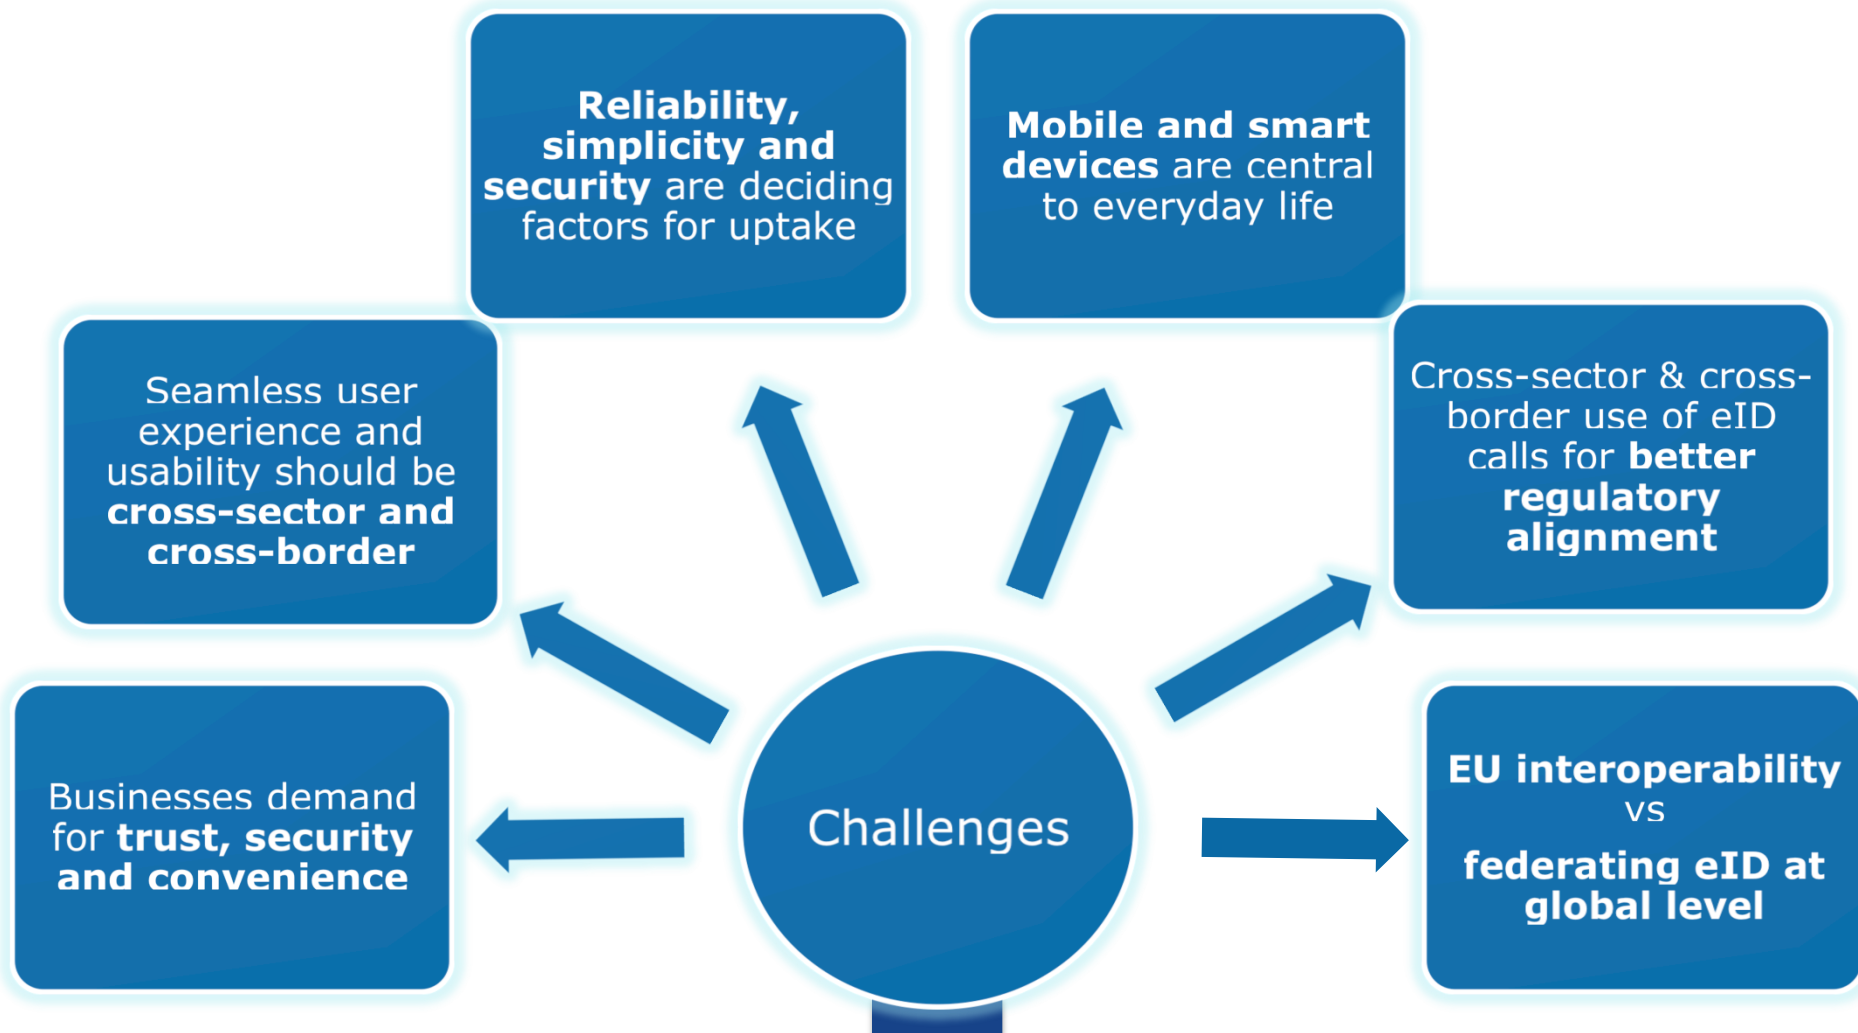 Reliability,
simplicity and
security are deciding
factors for uptake
Mobile and smart
devices are central
to everyday life
Seamless user
experience and
usability should be
cross-sector and
cross-border
Cross-sector & cross-
border use of eID
calls for better
regulatory
alignment
Businesses demand
for trust, security
and convenience
Challenges
EU interoperability
vs
federating eID at
global level